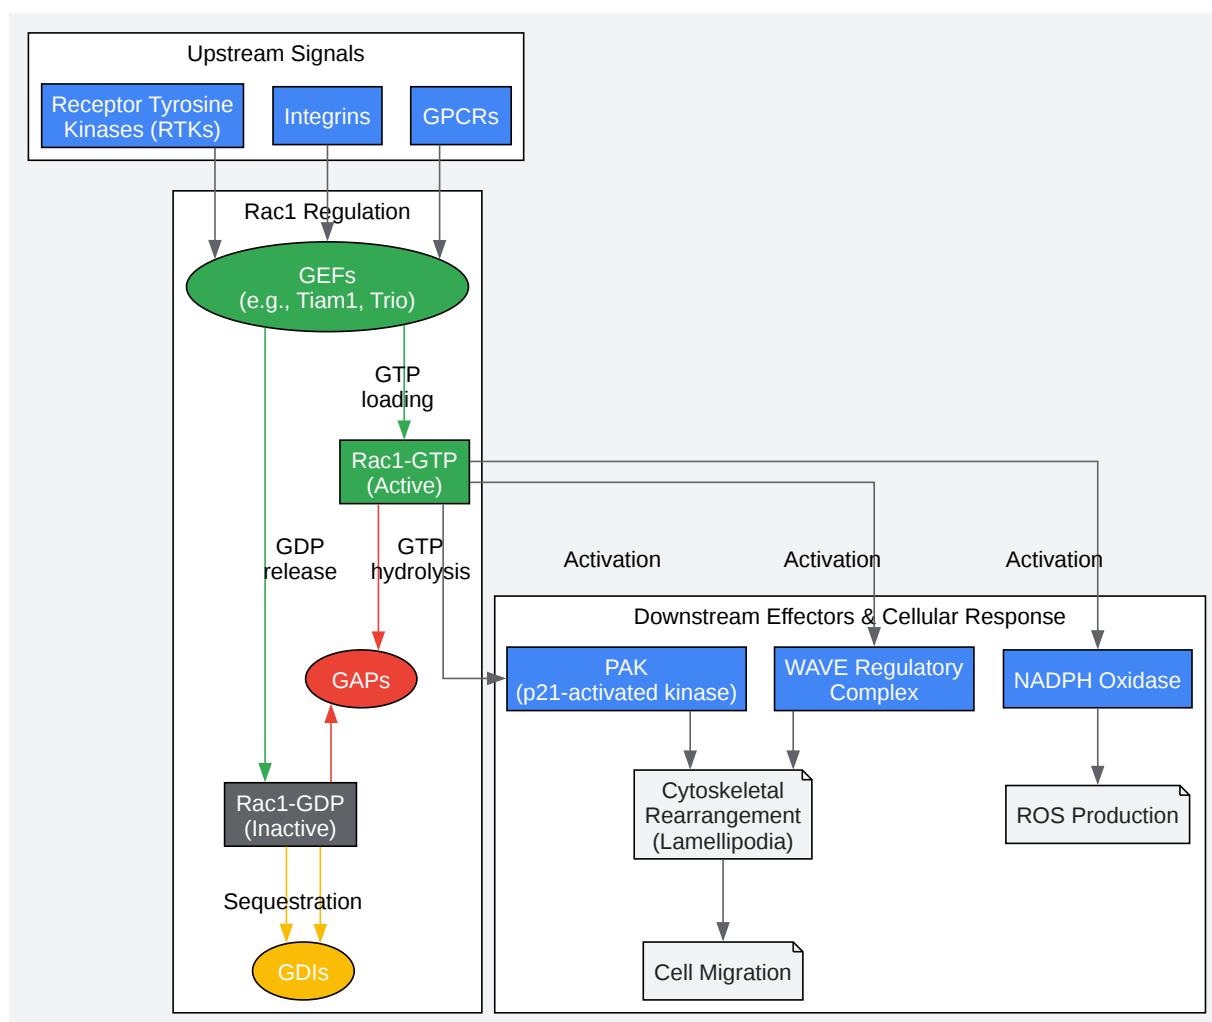 Upstream Signals
Receptor Tyrosine
Kinases (RTKs)
Integrins
GPCRs
Rac1 Regulation
GEFs
(e.g., Tiam1, Trio)
GTP
loading
Rac1-GTP
(Active)
GDP
release
GTP
hydrolysis
Activation
Activation
Activation
GAPs
Rac1-GDP
(Inactive)
Sequestration
GDIs
Downstream Effectors & Cellular Response
PAK
(p21-activated kinase)
WAVE Regulatory
Complex
NADPH Oxidase
Cytoskeletal
Rearrangement
(Lamellipodia)
ROS Production
Cell Migration